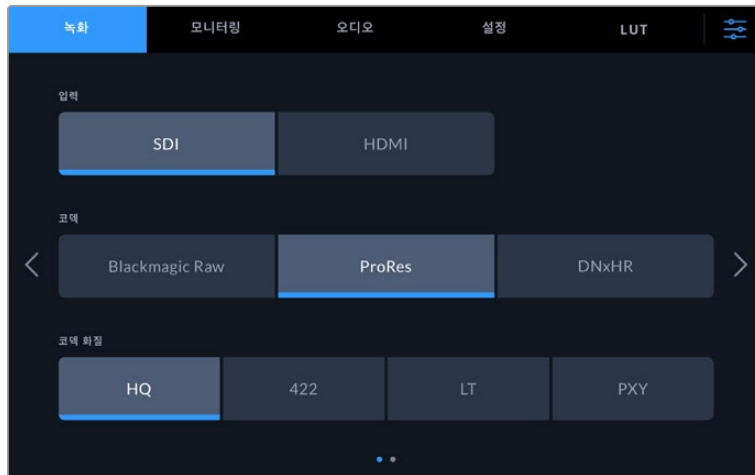 녹화 모니터링 오디오 설정 LUT
입력
SDI HDMI
코덱
Blackmagic Raw ProRes DNxHR
코덱 화질
HQ 422 LT PXY